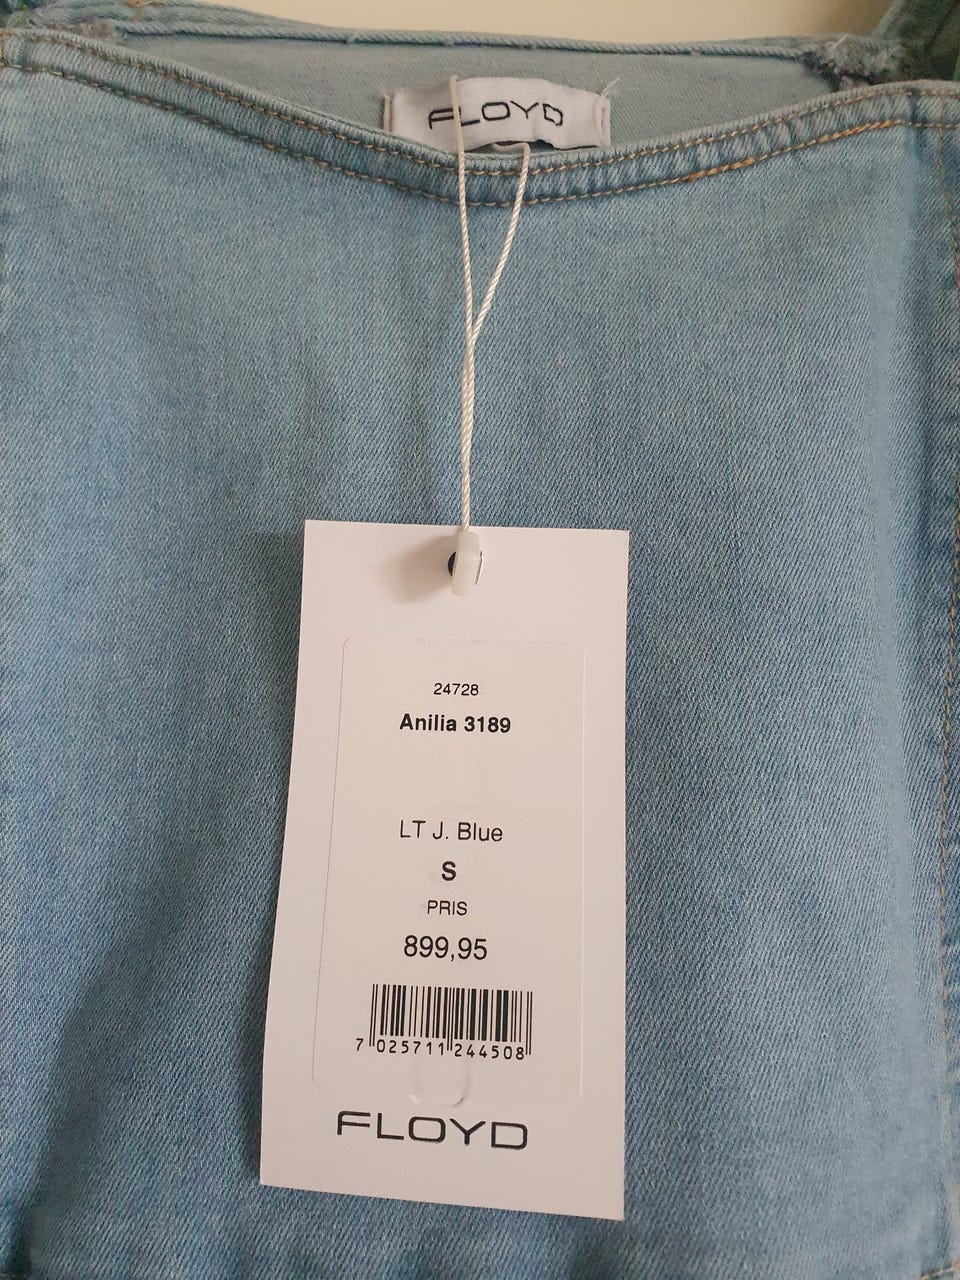 FLOYD
24728
Anilia 3189
LT J. Blue
S
PRIS
899,95
7 025711 244508
FLOYD